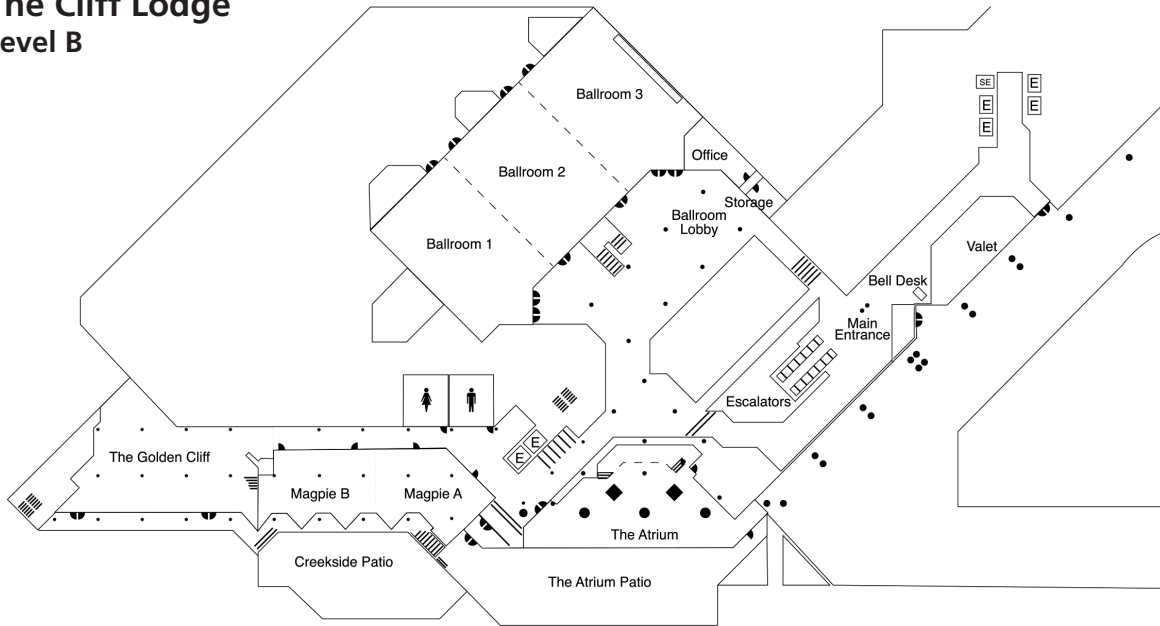 he Cliff Lodge
evel B
Ballroom 3
SE
E
E
E
E
E
Office
Ballroom 2
Storage
Ballroom
Lobby
Ballroom 1
Valet
Bell Desk
Main
Entrance
Escalators
E
E
The Golden Cliff
Magpie B
Magpie A
The Atrium
Creekside Patio
The Atrium Patio